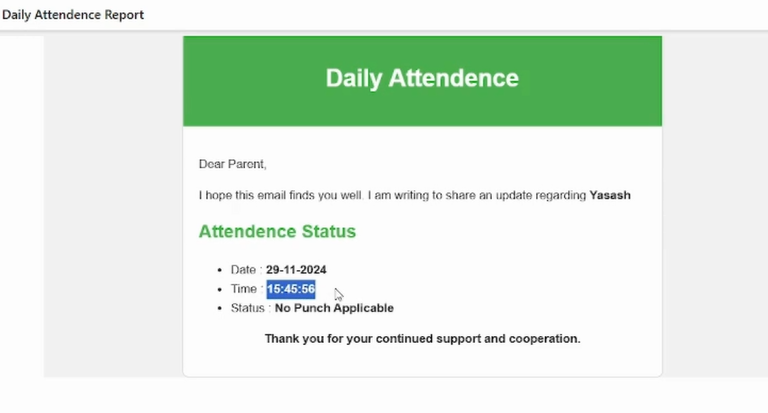 Daily Attendence Report
Daily Attendence
Dear Parent,
I hope this email finds you well. I am writing to share an update regarding Yasash
Attendence Status
• Date : 29-11-2024
• Time : 15:45:56
• Status : No Punch Applicable
Thank you for your continued support and cooperation.